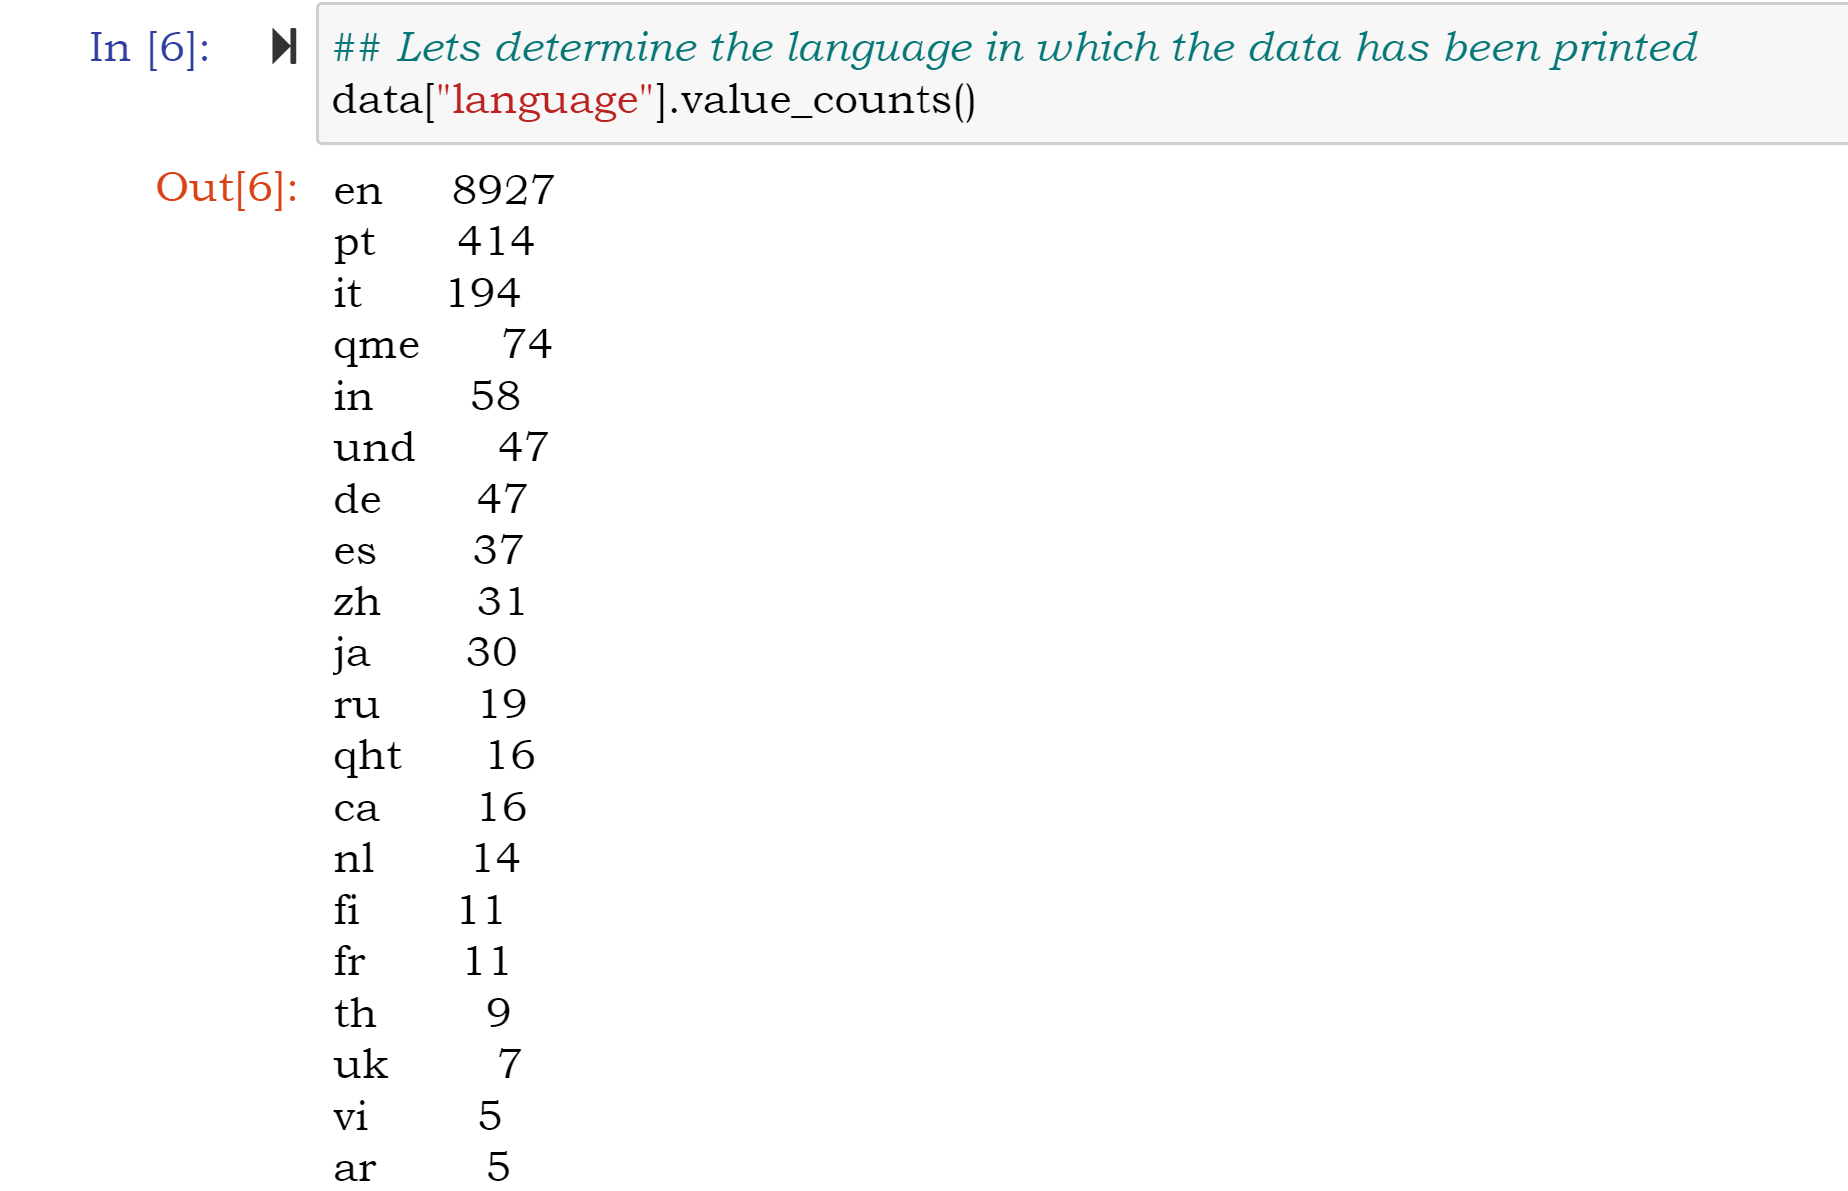 In [6]: ## Lets determine the language in which the data has been printed
data["language"].value_counts()
Out[6]: en 8927
pt 414
it 194
qme 74
in 58
und 47
de 47
es 37
zh 31
ja 30
ru 19
qht 16
ca 16
nl 14
fi 11
fr 11
th 9
uk 7
vi 5
ar 5